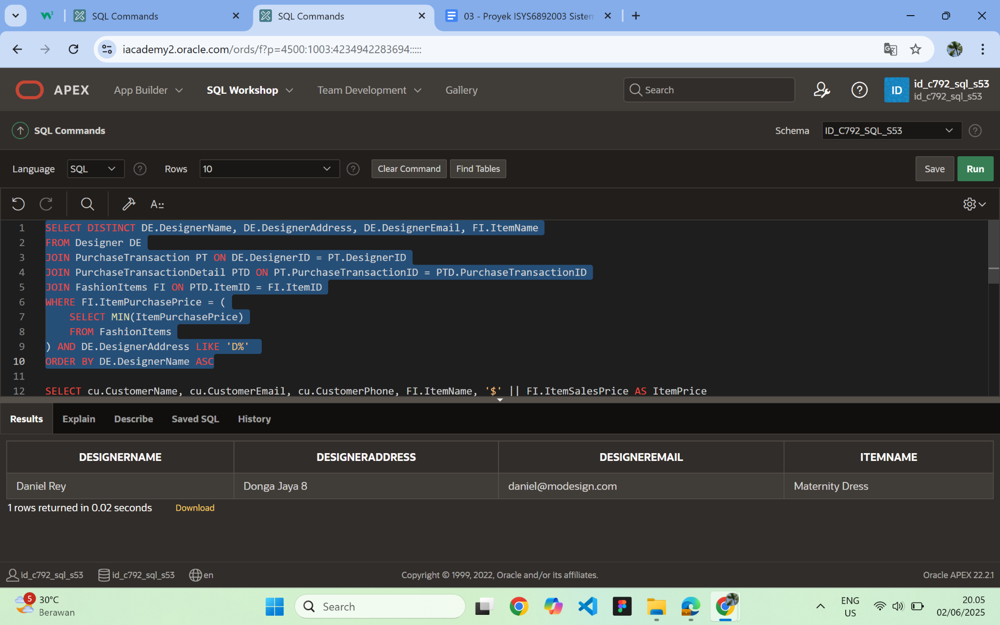 SQL Commands
SQL Commands
03 - Proyek ISYS6892003 Sistem
iacademy2.oracle.com/ords/f?p=4500:1003:4234942283694:::::
APEX
App Builder
SQL Workshop
Team Development
Gallery
Search
ID
id_c792_sql_s53
id_c792_sql_s53
SQL Commands
Schema
ID_C792_SQL_S53
Language
SQL
Rows
10
Clear Command
Find Tables
Save
Run
A::
1 SELECT DISTINCT DE.DesignerName, DE.DesignerAddress, DE.DesignerEmail, FI.ItemName
2 FROM Designer DE
3 JOIN PurchaseTransaction PT ON DE.DesignerID = PT.DesignerID
4 JOIN PurchaseTransactionDetail PTD ON PT.PurchaseTransactionID = PTD.PurchaseTransactionID
5 JOIN FashionItems FI ON PTD.ItemID = FI.ItemID
6 WHERE FI.ItemPurchasePrice = (
7     SELECT MIN(ItemPurchasePrice)
8     FROM FashionItems
9 ) AND DE.DesignerAddress LIKE 'D%'
10 ORDER BY DE.DesignerName ASC
11
12 SELECT cu.CustomerName, cu.CustomerEmail, cu.CustomerPhone, FI.ItemName, '$' || FI.ItemSalesPrice AS ItemPrice
Results
Explain
Describe
Saved SQL
History
DESIGNERNAME DESIGNERADDRESS DESIGNEREMAIL ITEMNAME
Daniel Rey Donga Jaya 8 daniel@modesign.com Maternity Dress
1 rows returned in 0.02 seconds
Download
id_c792_sql_s53
id_c792_sql_s53
en
Copyright © 1999, 2022, Oracle and/or its affiliates.
Oracle APEX 22.2.1
5
30°C
Berawan
Search
ENG
US
20.05
02/06/2025